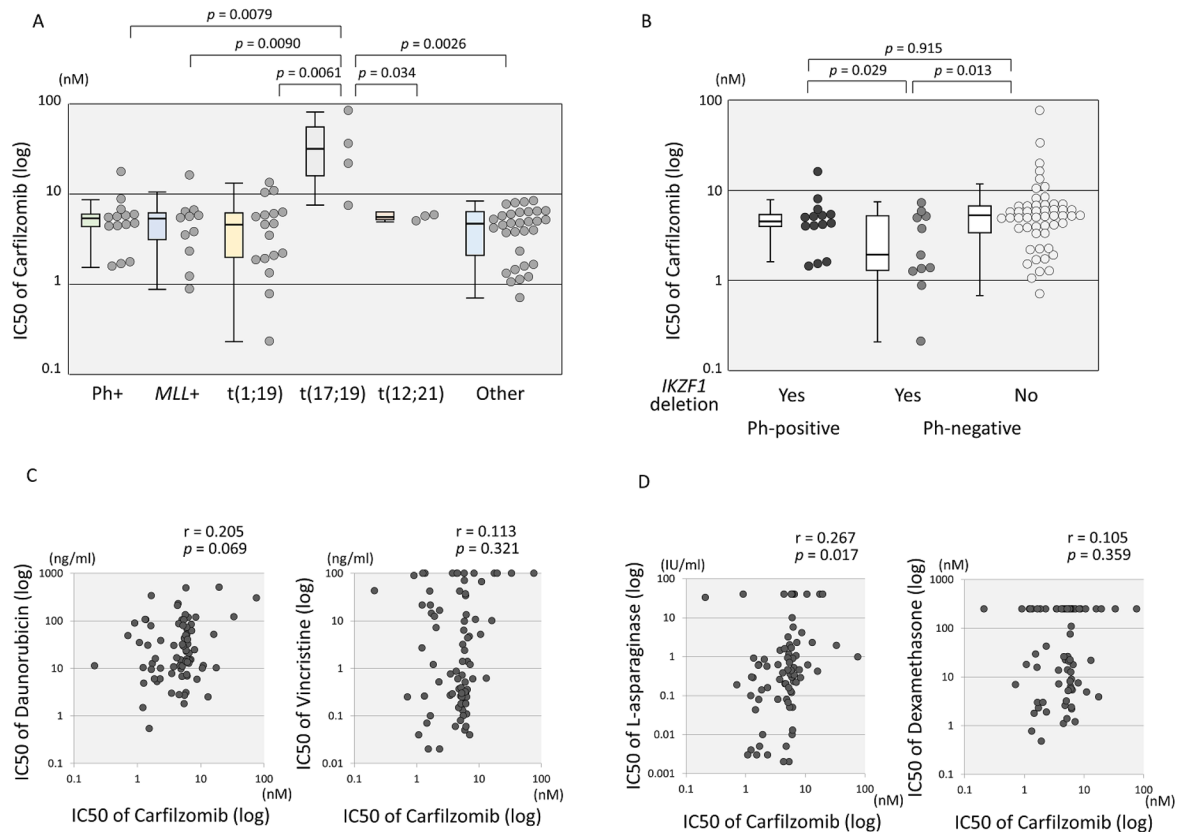 A
p = 0.0079
p = 0.0090
p = 0.0026
p = 0.0061
p = 0.034
(nM)
100
10
1
0.1
IC50 of Carfilzomib (log)
Ph+
MLL+
t(1;19)
t(17;19)
t(12;21)
Other
B
p = 0.915
p = 0.029
p = 0.013
(nM)
100
10
1
0.1
IC50 of Carfilzomib (log)
IKZF1
deletion
Yes
Yes
No
Ph-positive
Ph-negative
C
r = 0.205
p = 0.069
(ng/ml)
1000
100
10
1
0.1
IC50 of Daunorubicin (log)
0.1
1
10
100
(nM)
IC50 of Carfilzomib (log)
r = 0.113
p = 0.321
(ng/ml)
100
10
1
0.1
0.01
IC50 of Vincristine (log)
0.1
1
10
100
(nM)
IC50 of Carfilzomib (log)
D
r = 0.267
p = 0.017
(IU/ml)
100
10
1
0.1
0.01
0.001
IC50 of L-asparaginase (log)
0.1
1
10
100
(nM)
IC50 of Carfilzomib (log)
r = 0.105
p = 0.359
(nM)
1000
100
10
1
0.1
IC50 of Dexamethasone (log)
0.1
1
10
100
(nM)
IC50 of Carfilzomib (log)